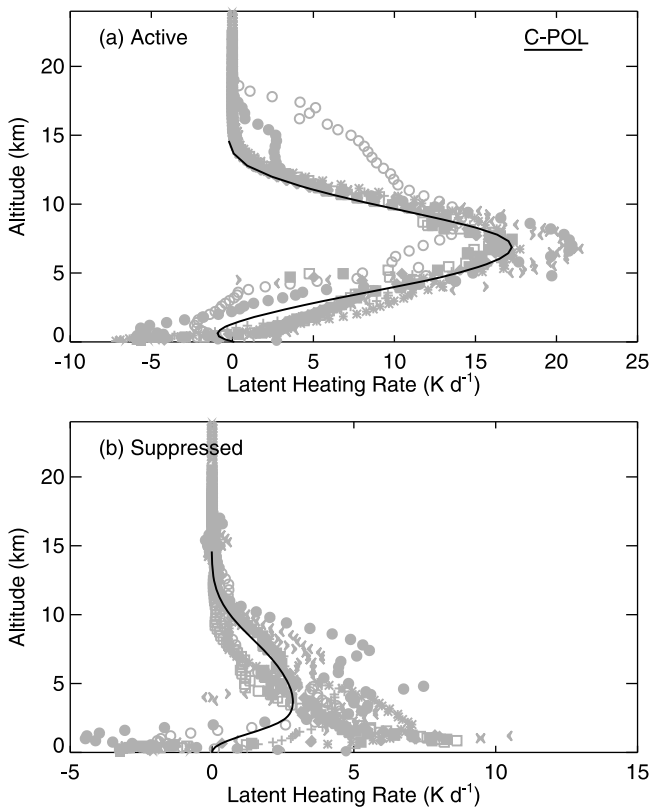 (a) Active
C-POL
20
15
10
5
0
Altitude (km)
-10 -5 0 5 10 15 20 25
Latent Heating Rate (K d⁻¹)
(b) Suppressed
20
15
10
5
0
Altitude (km)
-5 0 5 10 15
Latent Heating Rate (K d⁻¹)